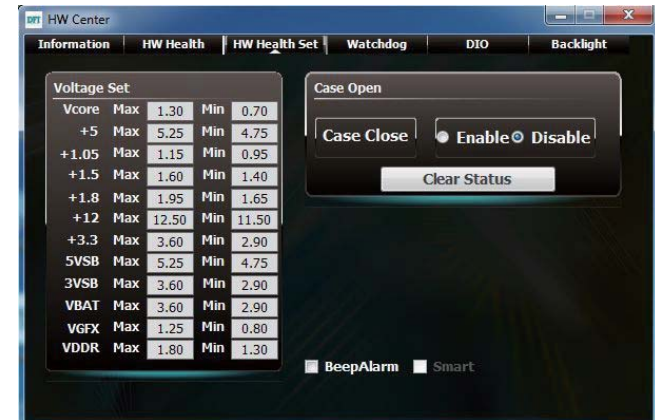 DFI HW Center
Information HW Health HW Health Set Watchdog DIO Backlight
Voltage Set
Vcore Max 1.30 Min 0.70
+5 Max 5.25 Min 4.75
+1.05 Max 1.15 Min 0.95
+1.5 Max 1.60 Min 1.40
+1.8 Max 1.95 Min 1.65
+12 Max 12.50 Min 11.50
+3.3 Max 3.60 Min 2.90
5VSB Max 5.25 Min 4.75
3VSB Max 3.60 Min 2.90
VBAT Max 3.60 Min 2.90
VGFX Max 1.25 Min 0.80
VDDR Max 1.80 Min 1.30
Case Open
Case Close Enable Disable
Clear Status
BeepAlarm Smart